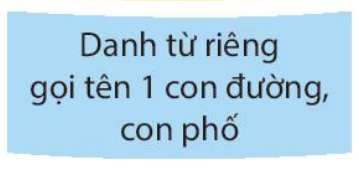 Danh từ riêng
gọi tên 1 con đường,
con phố